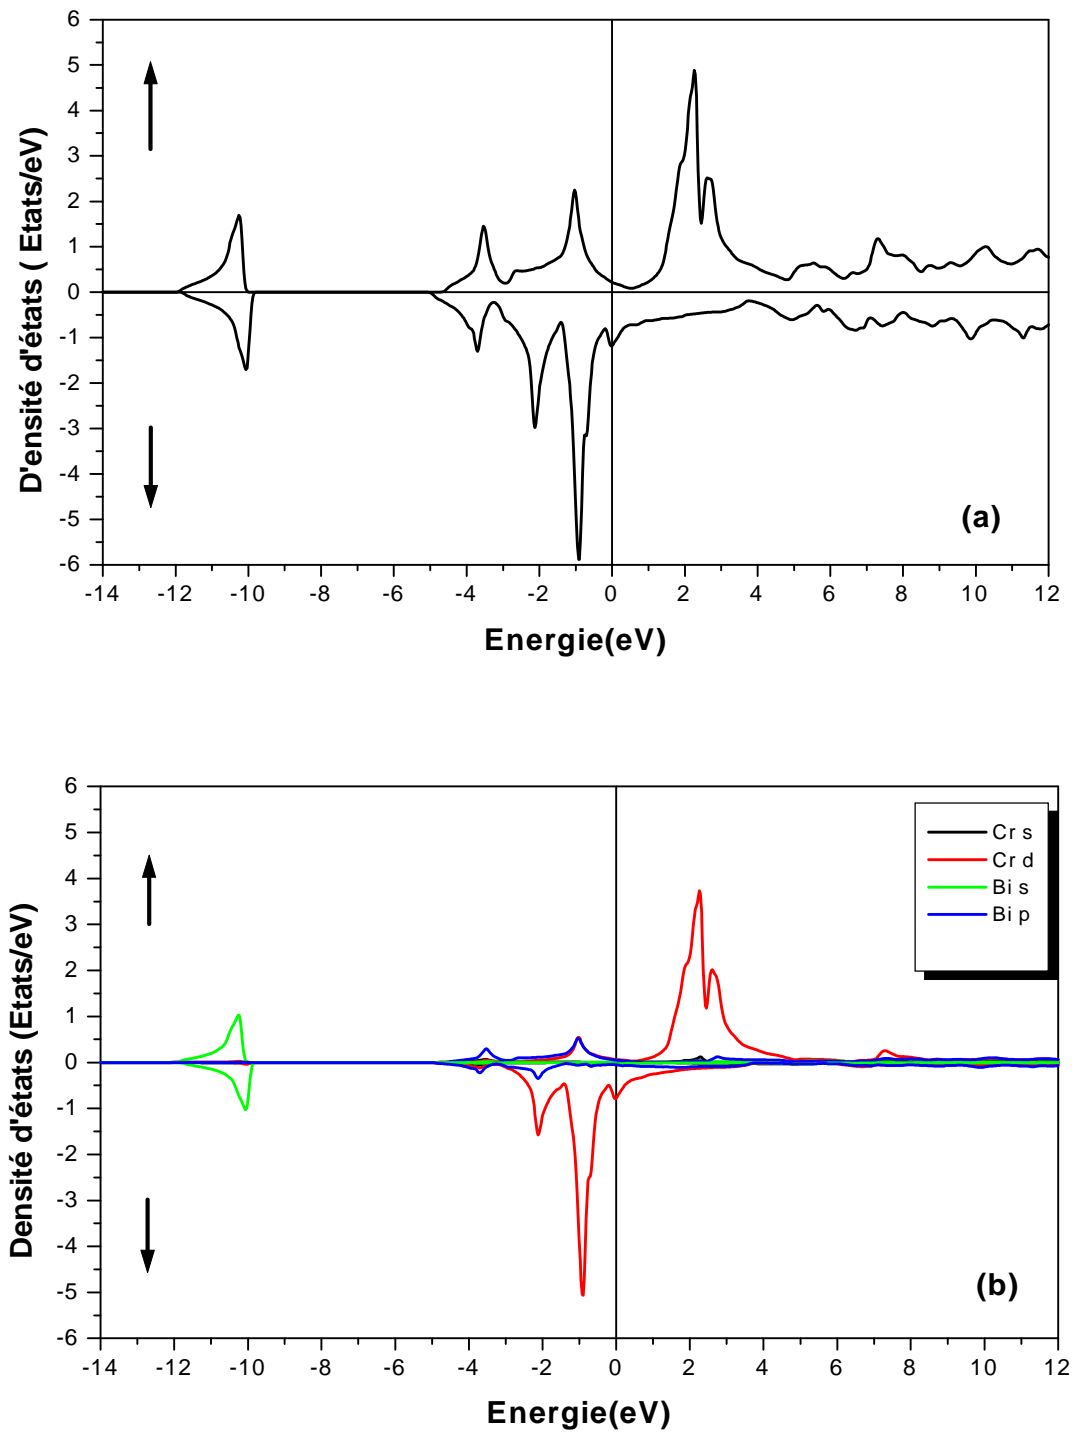 6
5
4
3
2
1
0
-1
-2
-3
-4
-5
-6
D'ensité d'états ( Etats/eV)
(a)
-14 -12 -10 -8 -6 -4 -2 0 2 4 6 8 10 12
Energie(eV)
6
5
4
3
2
1
0
-1
-2
-3
-4
-5
-6
Densité d'états (Etats/eV)
Cr s
Cr d
Bi s
Bi p
(b)
-14 -12 -10 -8 -6 -4 -2 0 2 4 6 8 10 12
Energie(eV)